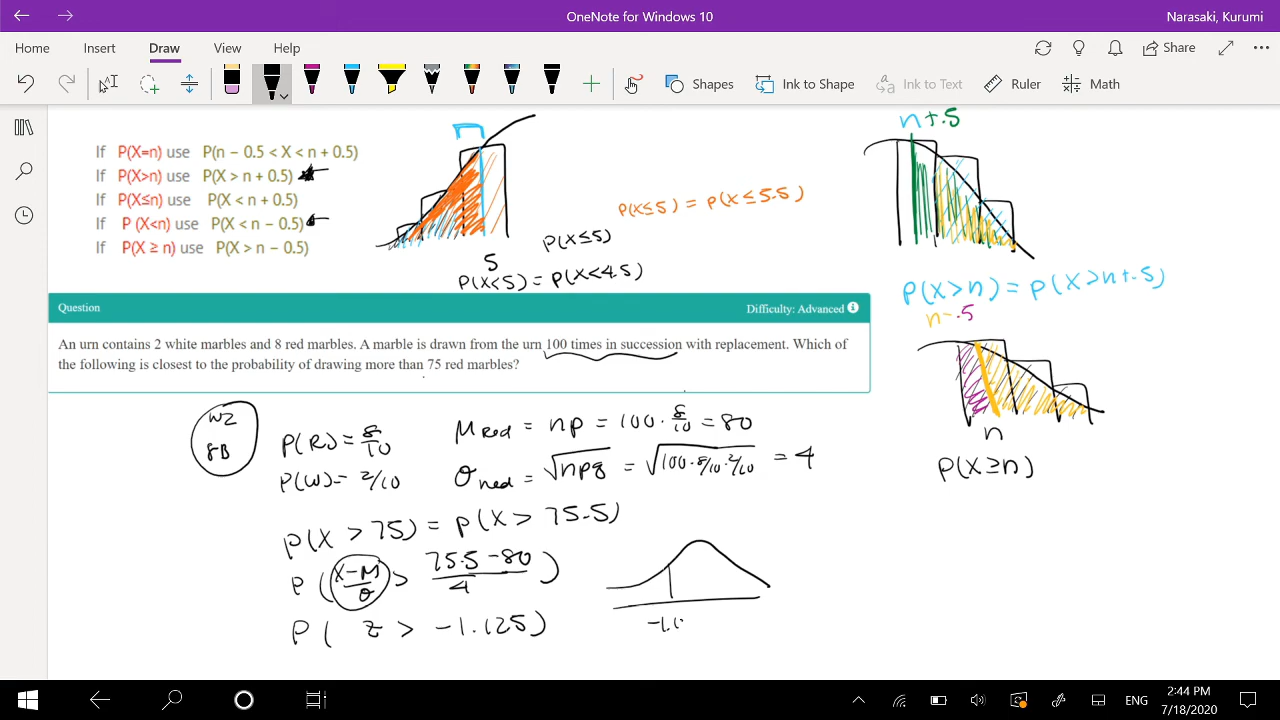 OneNote for Windows 10
Narasaki, Kurumi
Home Insert Draw View Help
Share
Shapes Ink to Shape Ink to Text Ruler Math
If P(X=n) use P(n − 0.5 < X < n + 0.5)
If P(X>n) use P(X > n + 0.5)
If P(X≤n) use P(X < n + 0.5)
If P (X<n) use P(X < n − 0.5)
If P(X ≥ n) use P(X > n − 0.5)
5
P(X≤5) = P(X≤5.5)
P(X≤5)
P(X<5) = P(X<4.5)
n+.5
P(X>n) = P(X>n+.5)
n-.5
n
P(X≥n)
Question
Difficulty: Advanced
An urn contains 2 white marbles and 8 red marbles. A marble is drawn from the urn 100 times in succession with replacement. Which of
the following is closest to the probability of drawing more than 75 red marbles?
W2
8B
P(R) = 8/10
P(W) = 2/10
μ Red = np = 100 · 8/10 = 80
σ Red = √npq = √100·8/10·2/10 = 4
P(X > 75) = P(X > 75.5)
P( X-M/σ > 75.5-80/4 )
P( z > -1.125)
-1.1
ENG
2:44 PM
7/18/2020